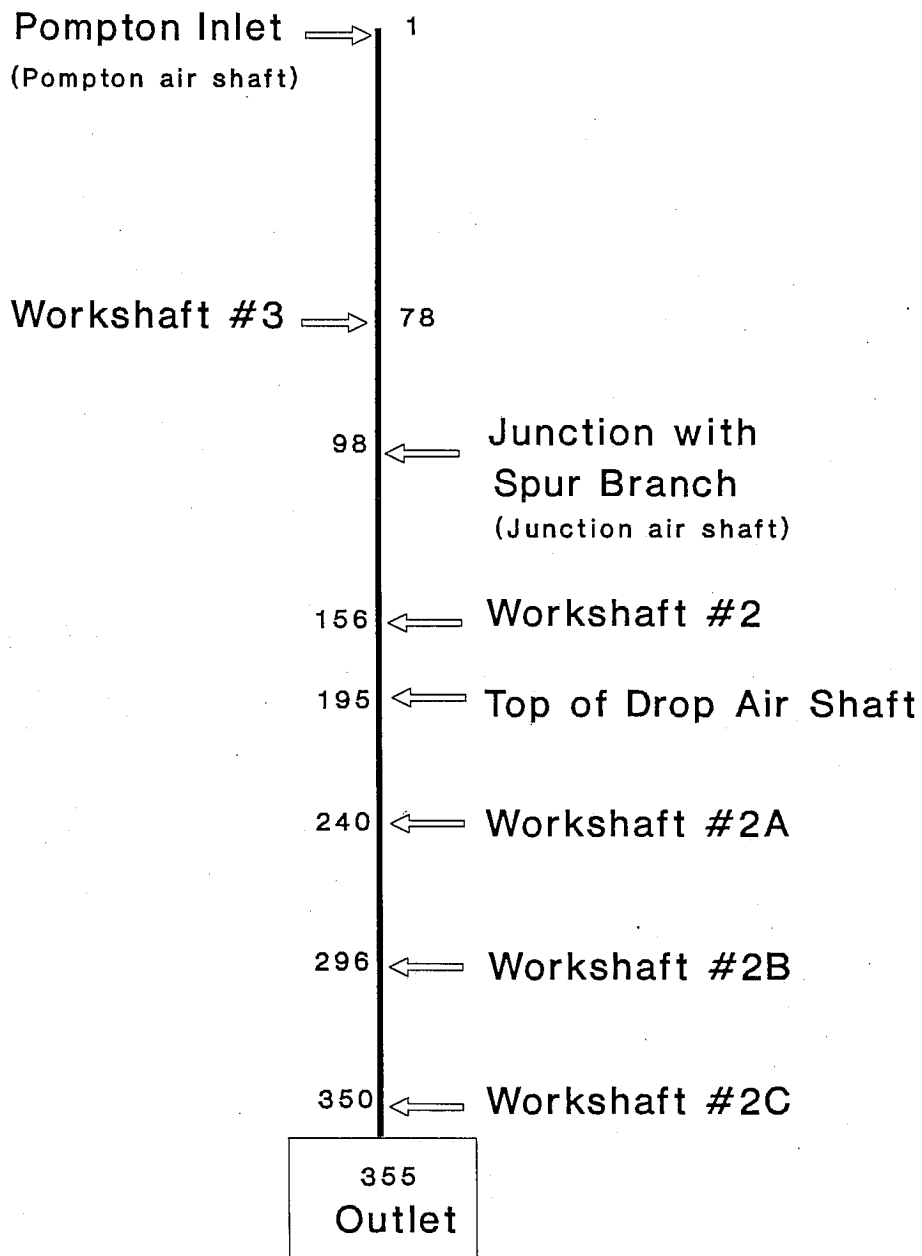 Pompton Inlet 1
(Pompton air shaft)
Workshaft #3 78
98 Junction with
Spur Branch
(Junction air shaft)
156 Workshaft #2
195 Top of Drop Air Shaft
240 Workshaft #2A
296 Workshaft #2B
350 Workshaft #2C
355
Outlet